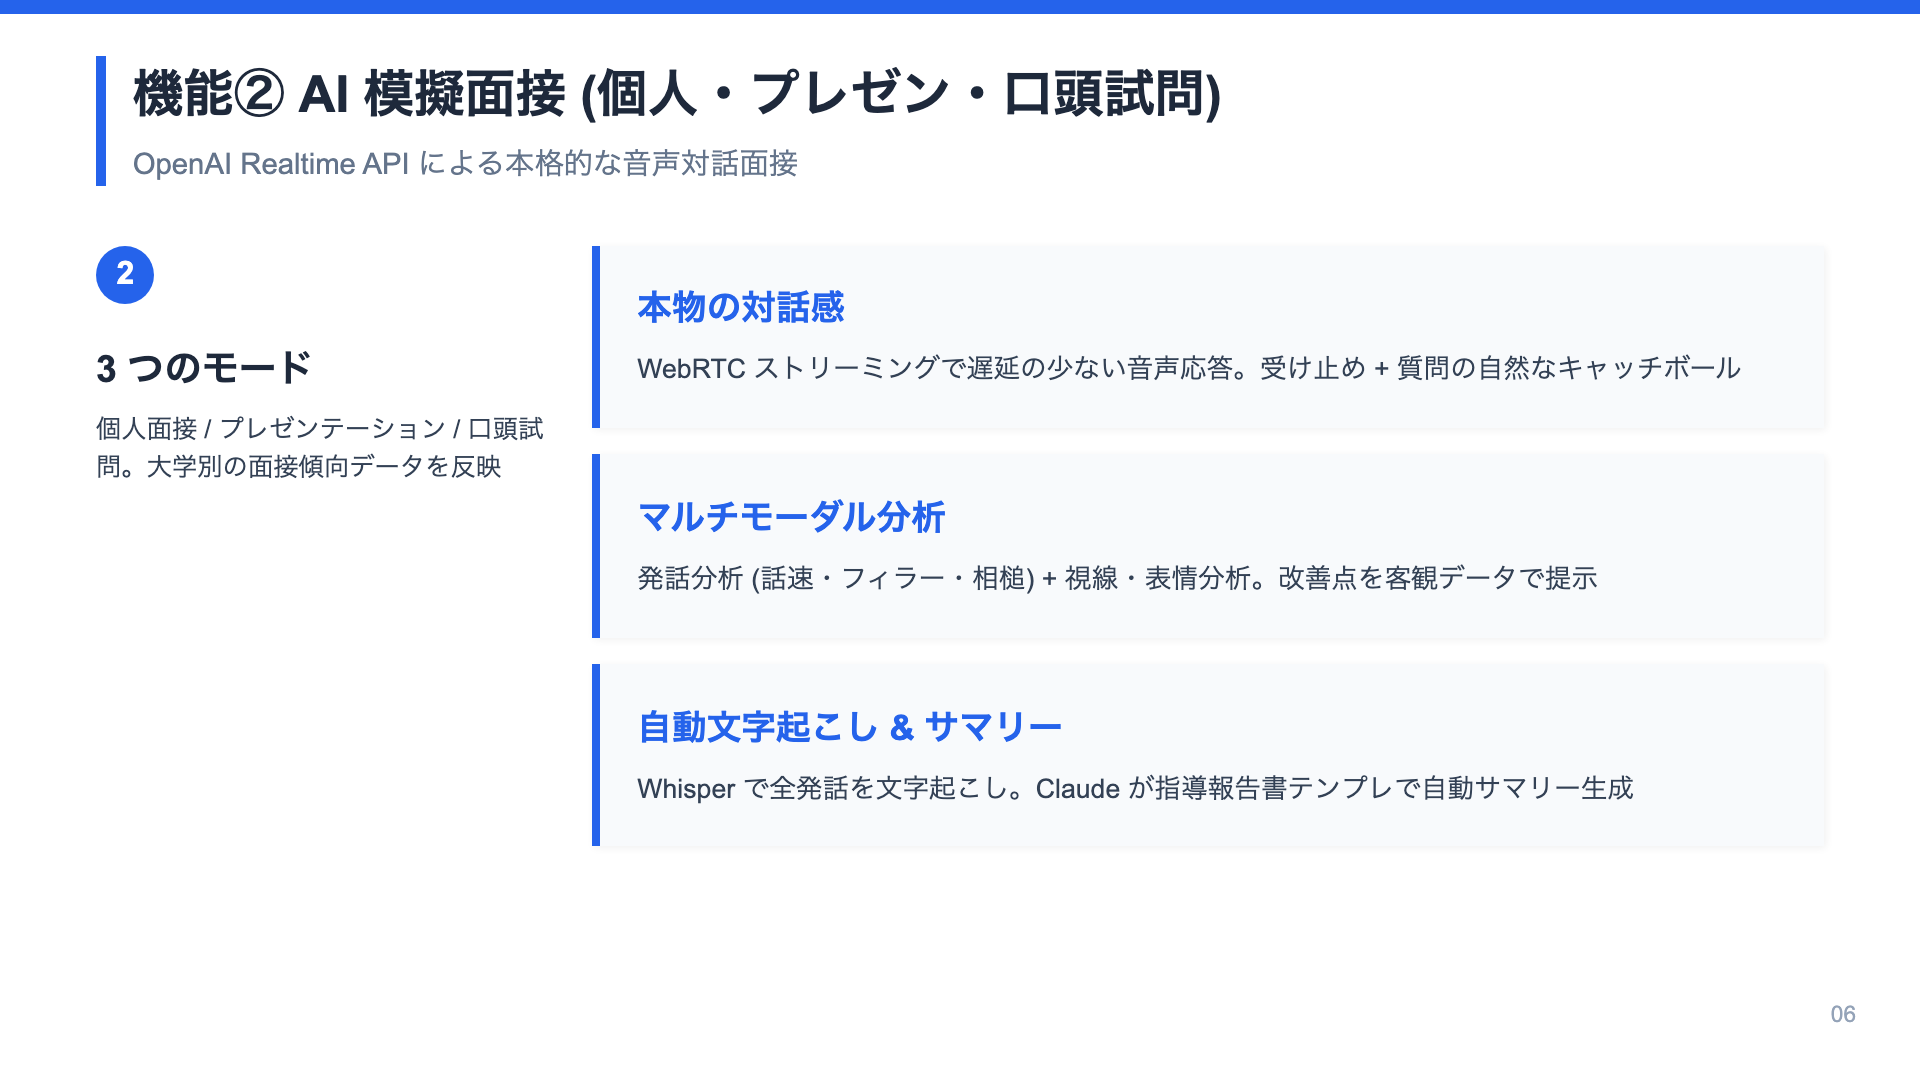 機能② AI 模擬面接 (個人・プレゼン・口頭試問)
OpenAI Realtime API による本格的な音声対話面接
2
3 つのモード
個人面接 / プレゼンテーション / 口頭試
問。大学別の面接傾向データを反映
本物の対話感
WebRTC ストリーミングで遅延の少ない音声応答。受け止め + 質問の自然なキャッチボール
マルチモーダル分析
発話分析 (話速・フィラー・相槌) + 視線・表情分析。改善点を客観データで提示
自動文字起こし & サマリー
Whisper で全発話を文字起こし。Claude が指導報告書テンプレで自動サマリー生成
06